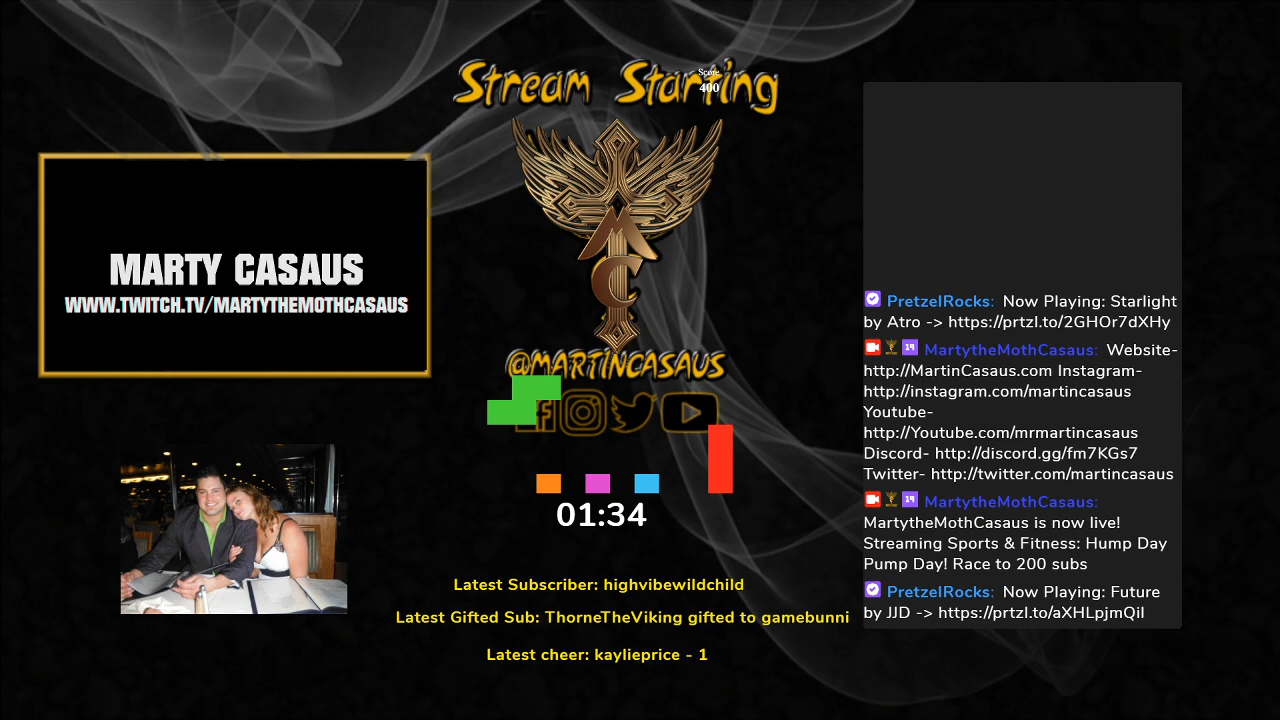 Stream Starting
Score
400
MARTY CASAUS
WWW.TWITCH.TV/MARTYTHEMOTHCASAUS
MC
@MARTINCASAUS
01:34
Latest Subscriber: highvibewildchild
Latest Gifted Sub: ThorneTheViking gifted to gamebunni
Latest cheer: kaylieprice - 1
PretzelRocks: Now Playing: Starlight
by Atro -> https://prtzl.to/2GHOr7dXHy
19 MartytheMothCasaus: Website-
http://MartinCasaus.com Instagram-
http://instagram.com/martincasaus
Youtube-
http://Youtube.com/mrmartincasaus
Discord- http://discord.gg/fm7KGs7
Twitter- http://twitter.com/martincasaus
19 MartytheMothCasaus:
MartytheMothCasaus is now live!
Streaming Sports & Fitness: Hump Day
Pump Day! Race to 200 subs
PretzelRocks: Now Playing: Future
by JJD -> https://prtzl.to/aXHLpjmQil